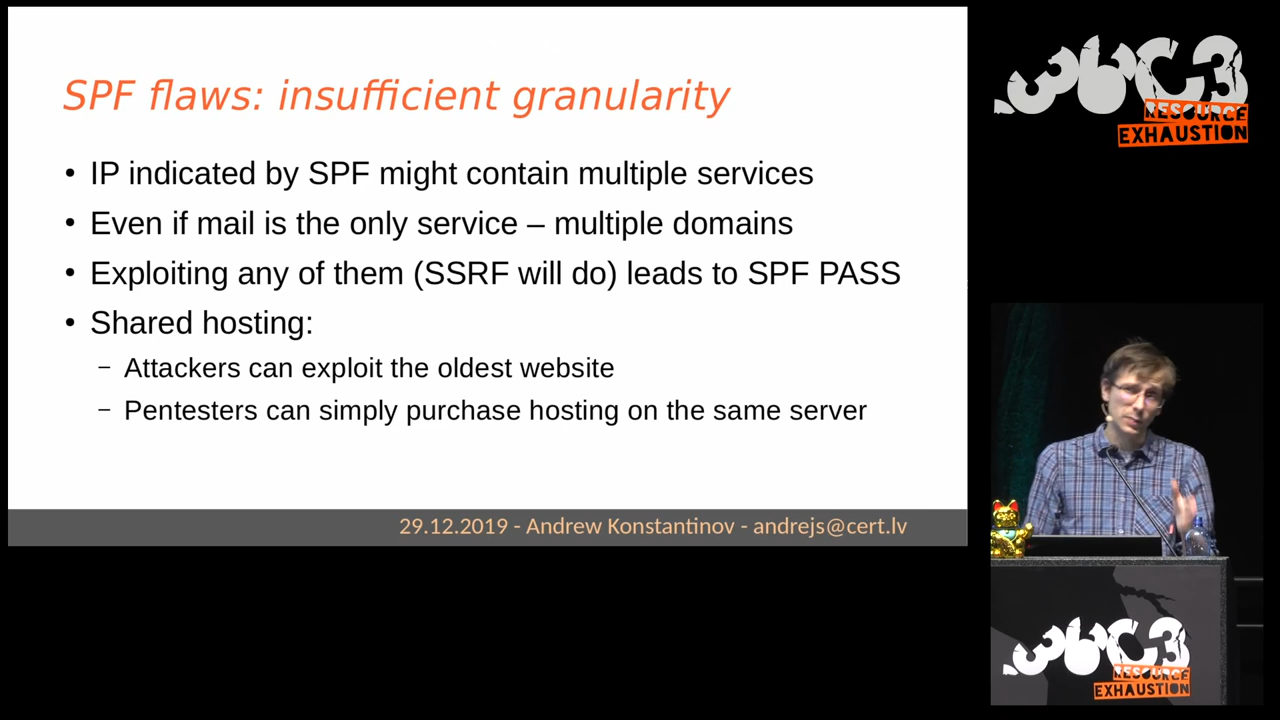 SPF flaws: insufficient granularity
• IP indicated by SPF might contain multiple services
• Even if mail is the only service – multiple domains
• Exploiting any of them (SSRF will do) leads to SPF PASS
• Shared hosting:
– Attackers can exploit the oldest website
– Pentesters can simply purchase hosting on the same server
29.12.2019 - Andrew Konstantinov - andrejs@cert.lv
36C3
RESOURCE
EXHAUSTION
36C3
RESOURCE
EXHAUSTION